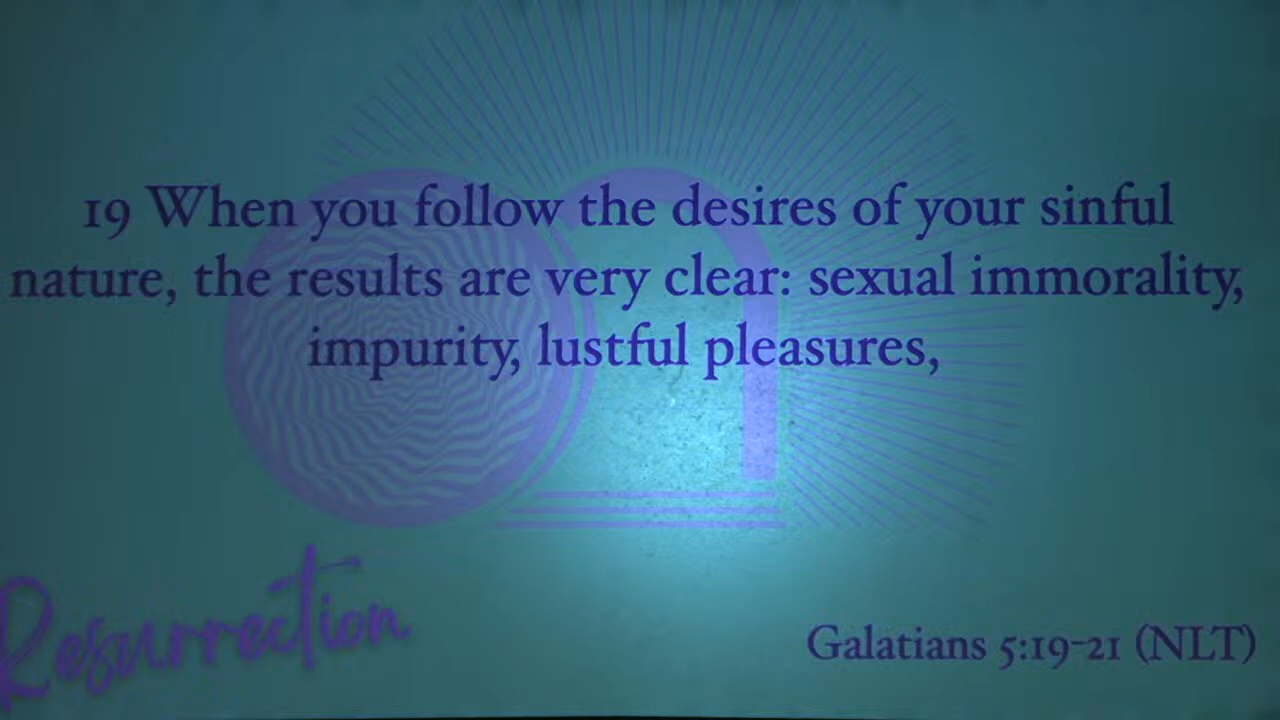 19 When you follow the desires of your sinful
nature, the results are very clear: sexual immorality,
impurity, lustful pleasures,
Resurrection
Galatians 5:19-21 (NLT)